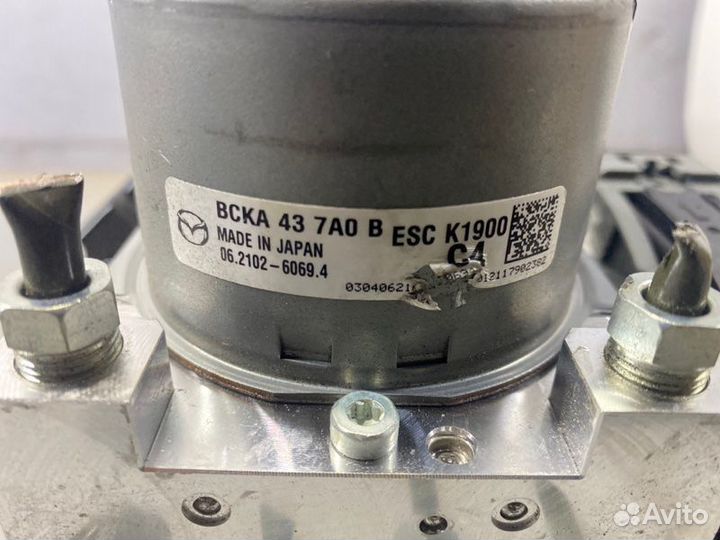 BCKA 43 7A0 B ESC K1900
MADE IN JAPAN C4
06.2102-6069.4
Avito